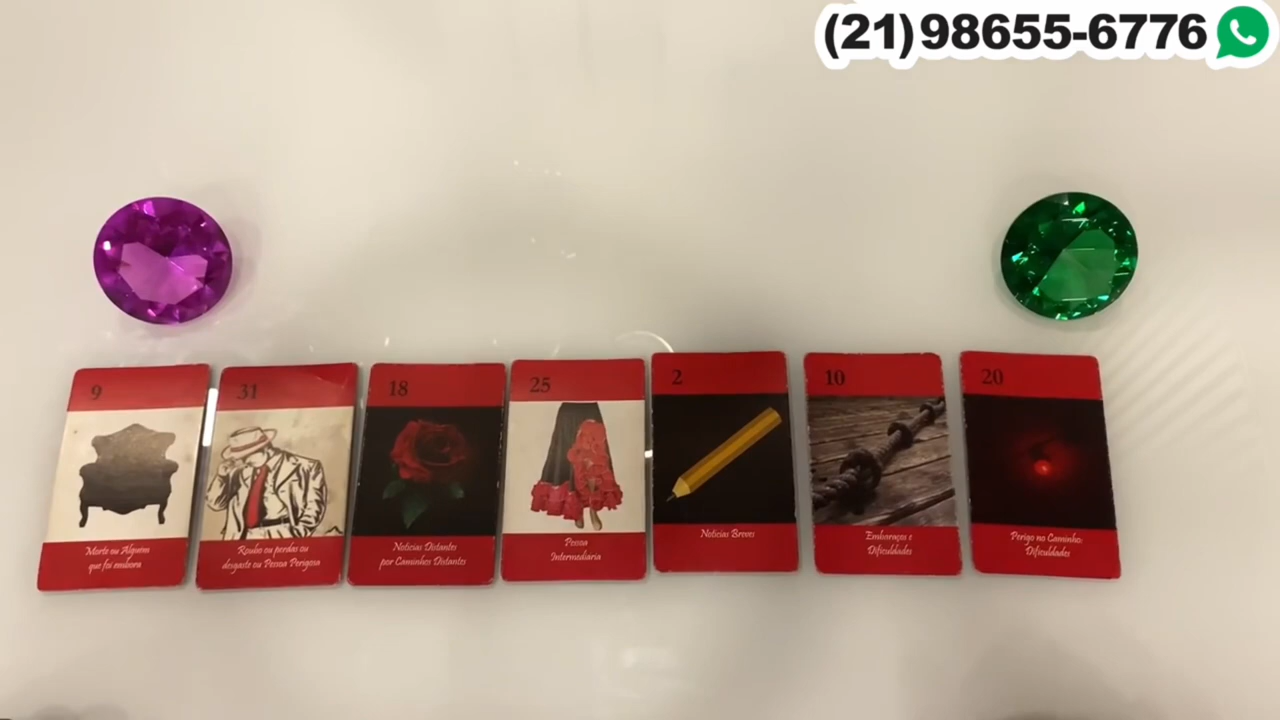 (21)98655-6776
9
Morte ou Alguém
que foi embora
31
Roubo ou perdas ou
desgaste ou Pessoa Perigosa
18
Notícias Distantes
por Caminhos Distantes
25
Pessoa
Intermediaria
2
Notícias Breves
10
Embaraços e
Dificuldades
20
Perigo no Caminho:
Dificuldades